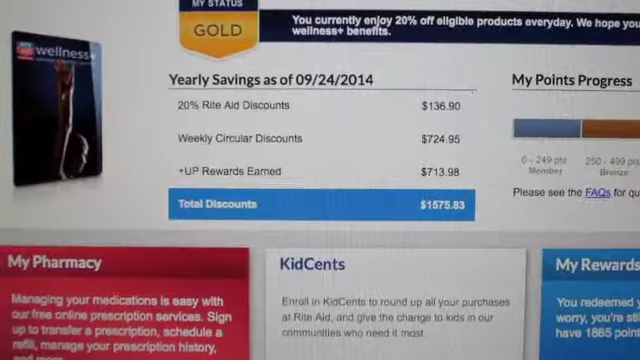 MY STATUS
GOLD
You currently enjoy 20% off eligible products everyday. We hope you
wellness+ benefits.
wellness+
Yearly Savings as of 09/24/2014
20% Rite Aid Discounts $136.90
Weekly Circular Discounts $724.95
+UP Rewards Earned $713.98
Total Discounts $1575.83
My Points Progress
0 - 249 pts
Member
250 - 499 pts
Bronze
Please see the FAQs for qu
My Pharmacy
Managing your medications is easy with
our free online prescription services. Sign
up to transfer a prescription, schedule a
refill, manage your prescription history,
and more.
KidCents
Enroll in KidCents to round up all your purchases
at Rite Aid, and give the change to kids in our
communities who need it most.
My Rewards
You redeemed y
worry, you're sti
have 1865 point